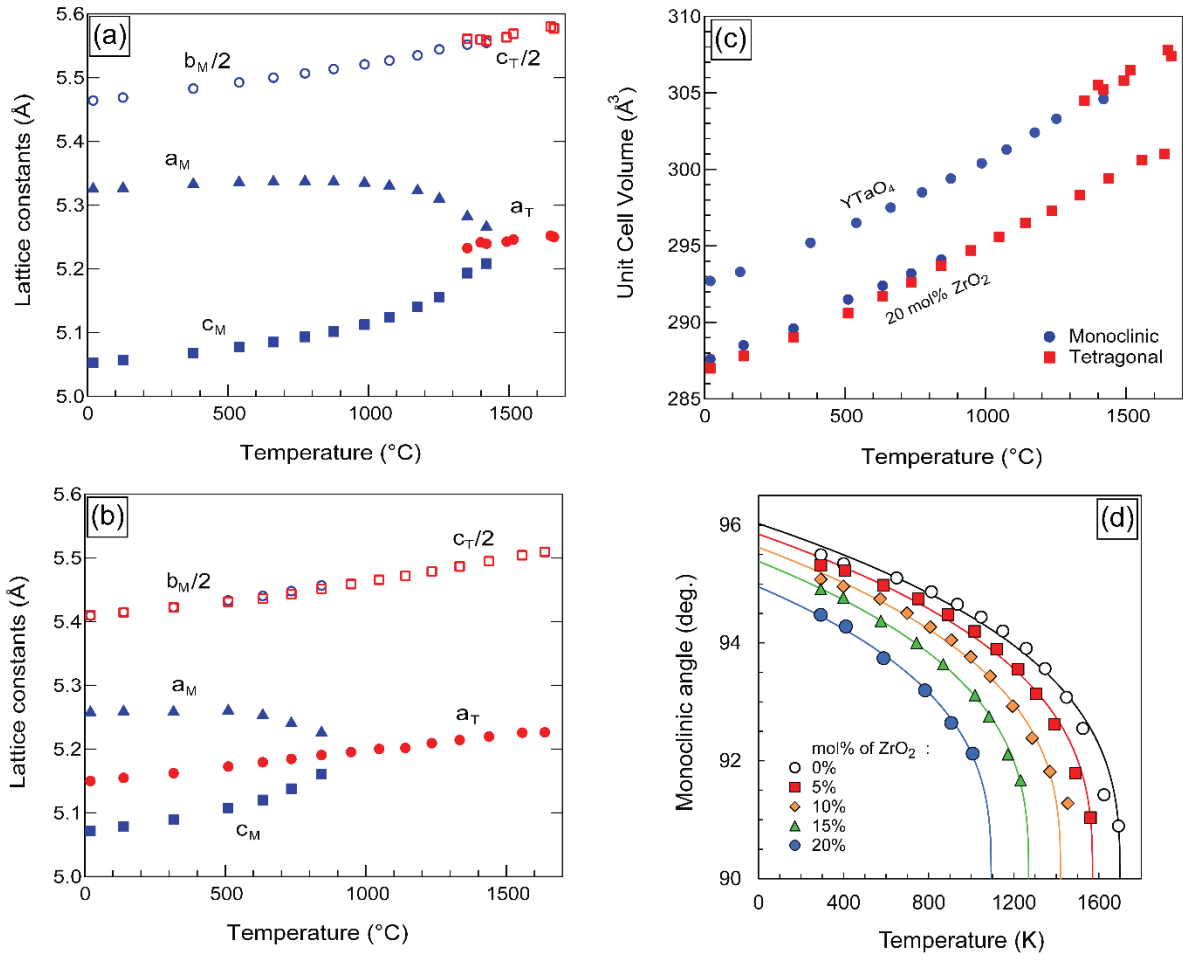 (a)
5.6
5.5
5.4
5.3
5.2
5.1
5.0
Lattice constants (Å)
b_M/2
c_T/2
a_M
a_T
c_M
0
500
1000
1500
Temperature (°C)
(c)
310
305
300
295
290
285
Unit Cell Volume (Å³)
YTaO₄
20 mol% ZrO₂
Monoclinic
Tetragonal
0
500
1000
1500
Temperature (°C)
(b)
5.6
5.5
5.4
5.3
5.2
5.1
5.0
Lattice constants (Å)
c_T/2
b_M/2
a_M
a_T
c_M
0
500
1000
1500
Temperature (°C)
(d)
96
94
92
90
Monoclinic angle (deg.)
mol% of ZrO₂ :
0%
5%
10%
15%
20%
0
400
800
1200
1600
Temperature (K)